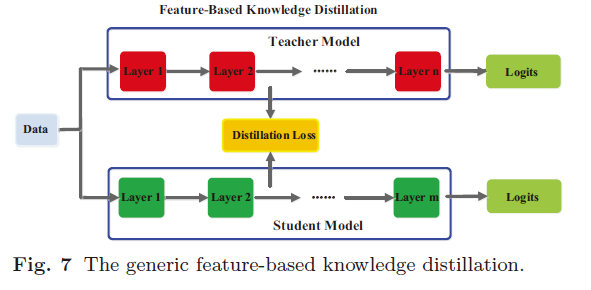 Feature-Based Knowledge Distillation
Teacher Model
Layer 1
Layer 2
......
Layer n
Logits
Data
Distillation Loss
Layer 1
Layer 2
......
Layer m
Logits
Student Model
Fig. 7 The generic feature-based knowledge distillation.